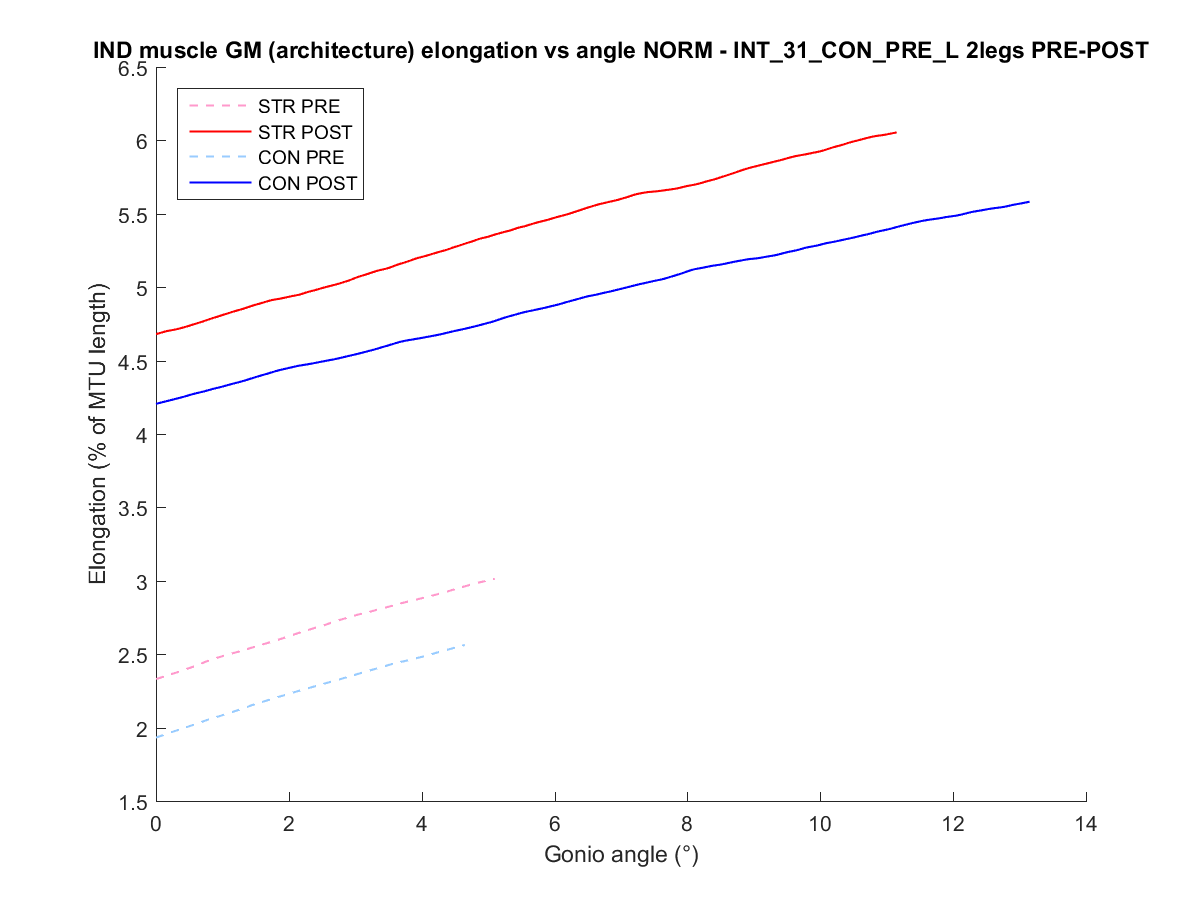 IND muscle GM (architecture) elongation vs angle NORM - INT_31_CON_PRE_L 2legs PRE-POST
6.5
6
5.5
5
4.5
4
3.5
3
2.5
2
1.5
Elongation (% of MTU length)
STR PRE
STR POST
CON PRE
CON POST
0 2 4 6 8 10 12 14
Gonio angle (°)